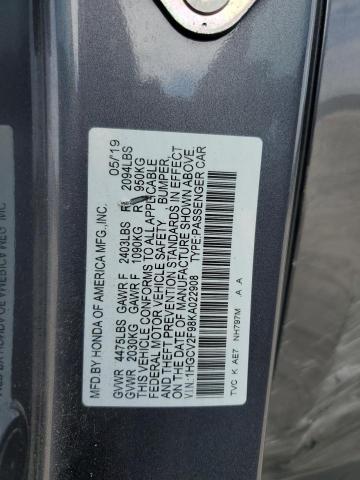 MFD BY HONDA OF AMERICA MFG.,INC. 05/19
GVWR 4475LBS GAWR F 2403LBS R 2094LBS
GVWR 2030KG GAWR F 1090KG R 950KG
THIS VEHICLE CONFORMS TO ALL APPLICABLE
FEDERAL MOTOR VEHICLE SAFETY , BUMPER, AND
THEFT PREVENTION STANDARDS IN EFFECT
ON THE DATE OF MANUFACTURE SHOWN ABOVE.
V.I.N.:1HGCV2F98KA022908 TYPE:PASSENGER CAR
TVC K AE7 NH797M .A .A